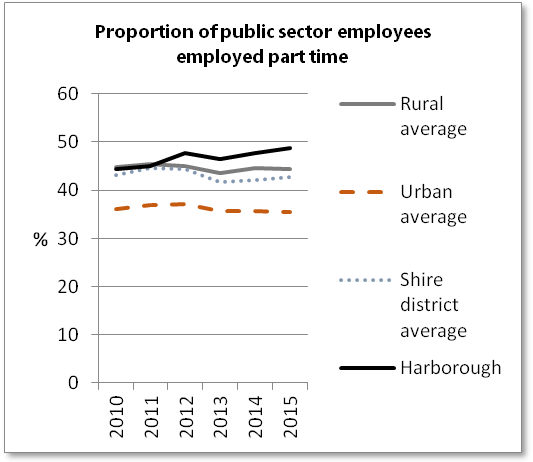 Proportion of public sector employees
employed part time
60
50
40
30
20
10
0
%
2010
2011
2012
2013
2014
2015
Rural
average
Urban
average
Shire
district
average
Harborough